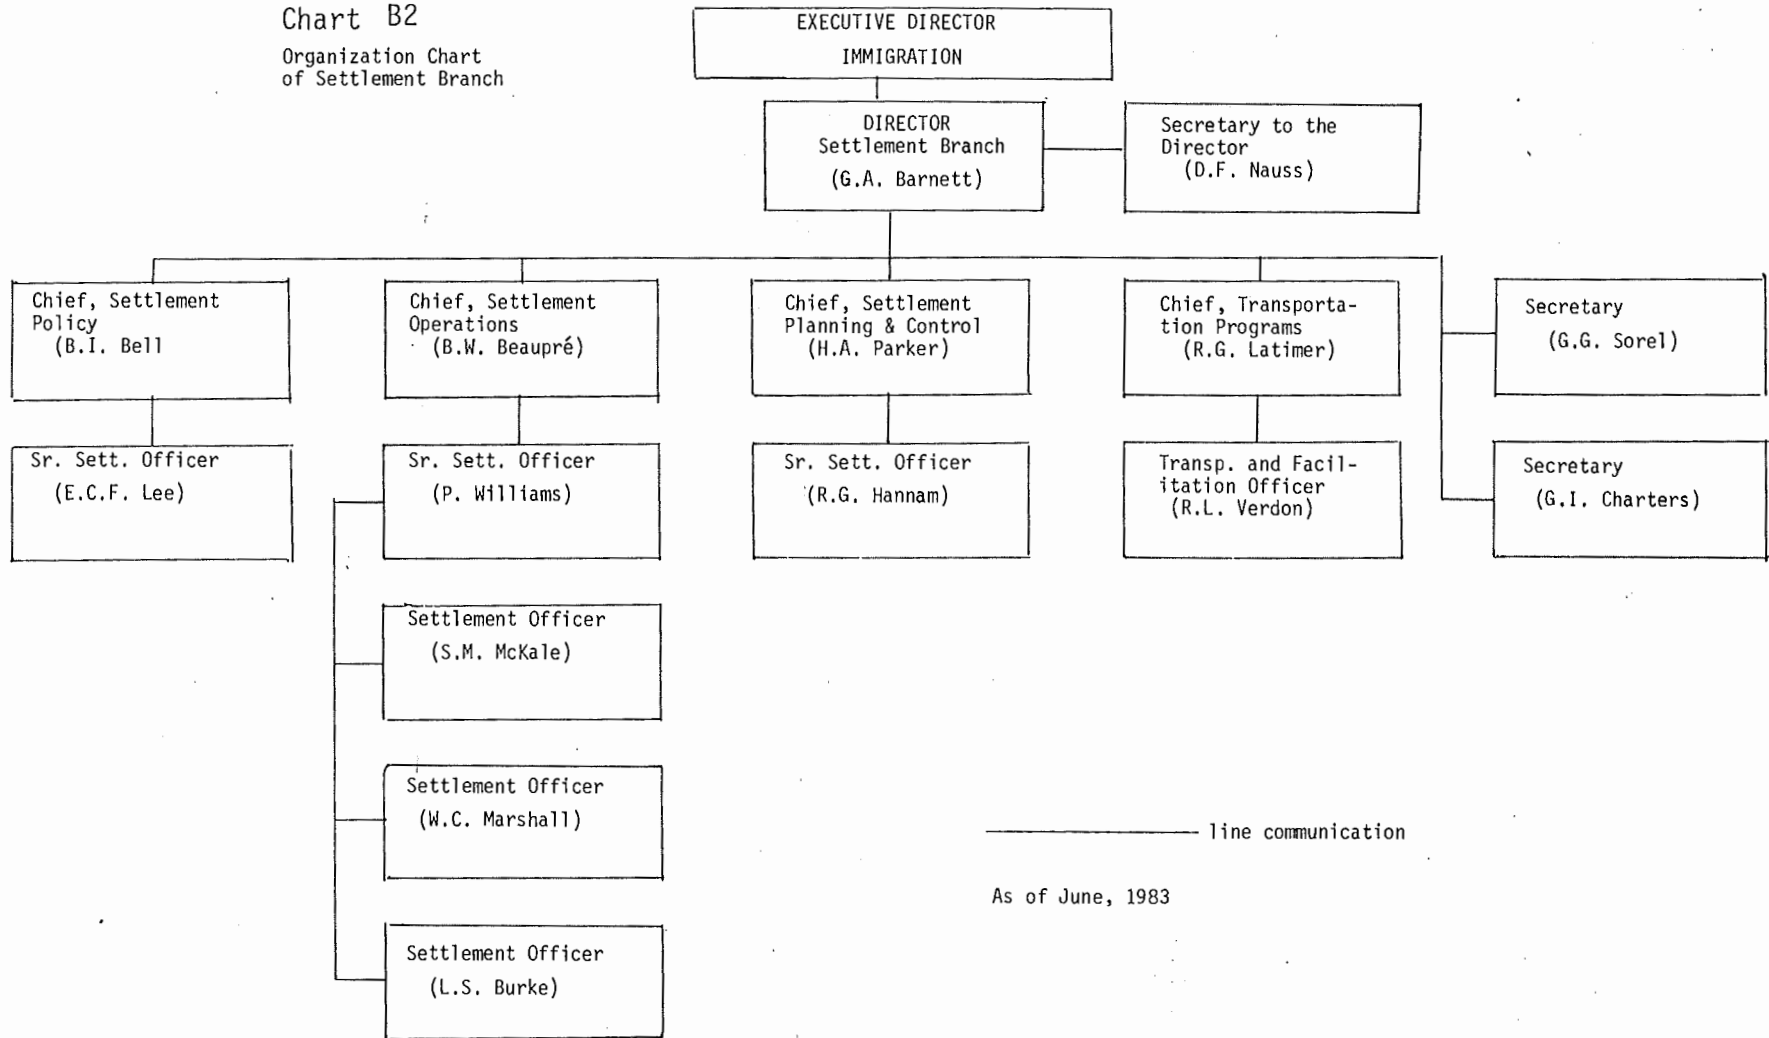 Chart B2
Organization Chart
of Settlement Branch
EXECUTIVE DIRECTOR
IMMIGRATION
DIRECTOR
Settlement Branch
(G.A. Barnett)
Secretary to the
Director
(D.F. Nauss)
Chief, Settlement
Policy
(B.I. Bell
Chief, Settlement
Operations
(B.W. Beaupré)
Chief, Settlement
Planning & Control
(H.A. Parker)
Chief, Transporta-
tion Programs
(R.G. Latimer)
Secretary
(G.G. Sorel)
Sr. Sett. Officer
(E.C.F. Lee)
Sr. Sett. Officer
(P. Williams)
Sr. Sett. Officer
(R.G. Hannam)
Transp. and Facil-
itation Officer
(R.L. Verdon)
Secretary
(G.I. Charters)
Settlement Officer
(S.M. McKale)
Settlement Officer
(W.C. Marshall)
Settlement Officer
(L.S. Burke)
line communication
As of June, 1983